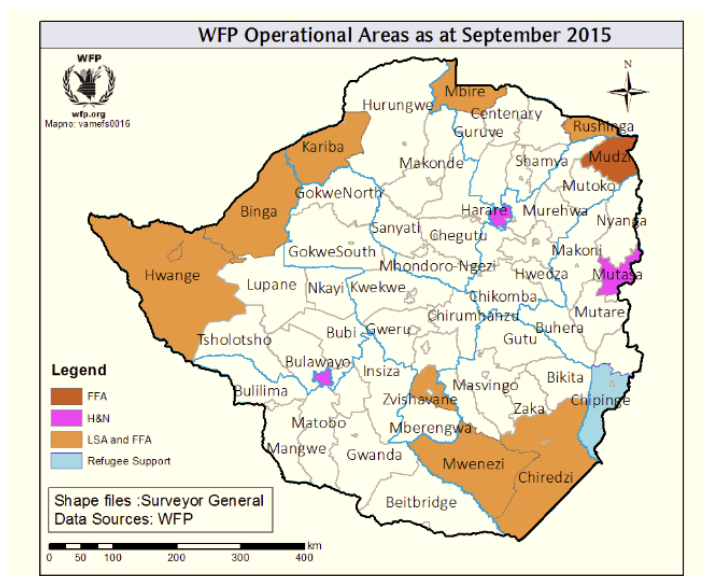 WFP Operational Areas as at September 2015
WFP
wfp.org
Mapno: vamefs0016
N
Mbire
Hurungwe
Centenary
Guruve
Rushinga
Kariba
Makonde
Shamva
Mudzi
Mutoko
GokweNorth
Binga
Harare
Murehwa
Nyanga
Sanyati
Chegutu
GokweSouth
Makoni
Mhondoro-Ngezi
Hwedza
Mutasa
Hwange
Lupane
Nkayi
Kwekwe
Chikomba
Chirumhanzu
Mutare
Buhera
Tsholotsho
Bubi
Gweru
Gutu
Bulawayo
Insiza
Bikita
Masvingo
Bulilima
Zvishavane
Zaka
Chipinge
Matobo
Mberengwa
Mangwe
Gwanda
Mwenezi
Chiredzi
Beitbridge
Legend
FFA
H&N
LSA and FFA
Refugee Support
Shape files :Surveyor General
Data Sources: WFP
km
0 50 100 200 300 400